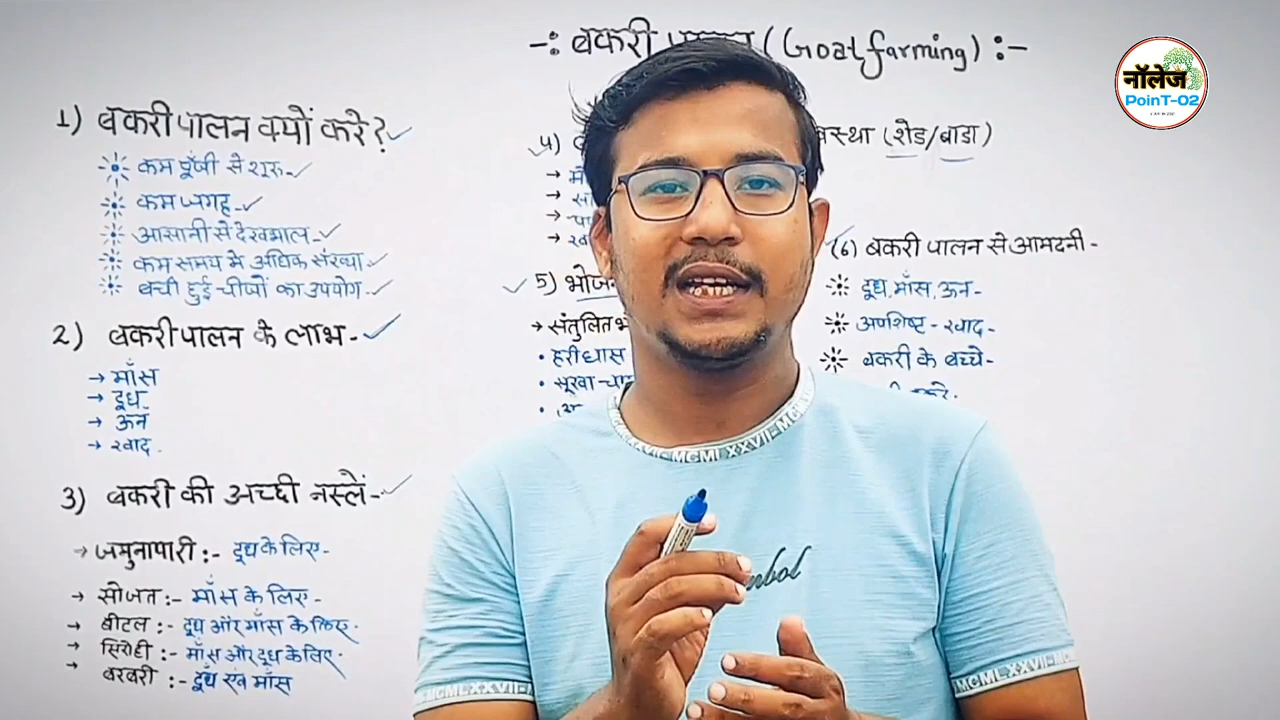 -: बकरी पालन (Goat farming) :-
नॉलेज
PoinT-02
1) बकरी पालन क्यों करे?
कम पूँजी से शुरु
कम जगह
आसानी से देखभाल
कम समय मे अधिक संख्या
बची हुई चीजों का उपयोग
2) बकरी पालन के लाभ-
→ माँस
→ दूध
→ ऊन
→ खाद
3) बकरी की अच्छी नस्लें-
→ जमुनापारी :- दूध के लिए-
→ सोजत :- माँस के लिए-
→ बीटल :- दूध और माँस के लिए
→ सिरोही :- माँस और दूध के लिए
→ बरबरी :- दूध एवं माँस
4)
स्था (शेड/बाडा)
5) भोज
→ संतुलित
• हरी घास
• सूखा
(6) बकरी पालन से आमदनी-
दूध, माँस, ऊन-
अपशिष्ट - खाद-
बकरी के बच्चे-
MCMLXXVII
mbol